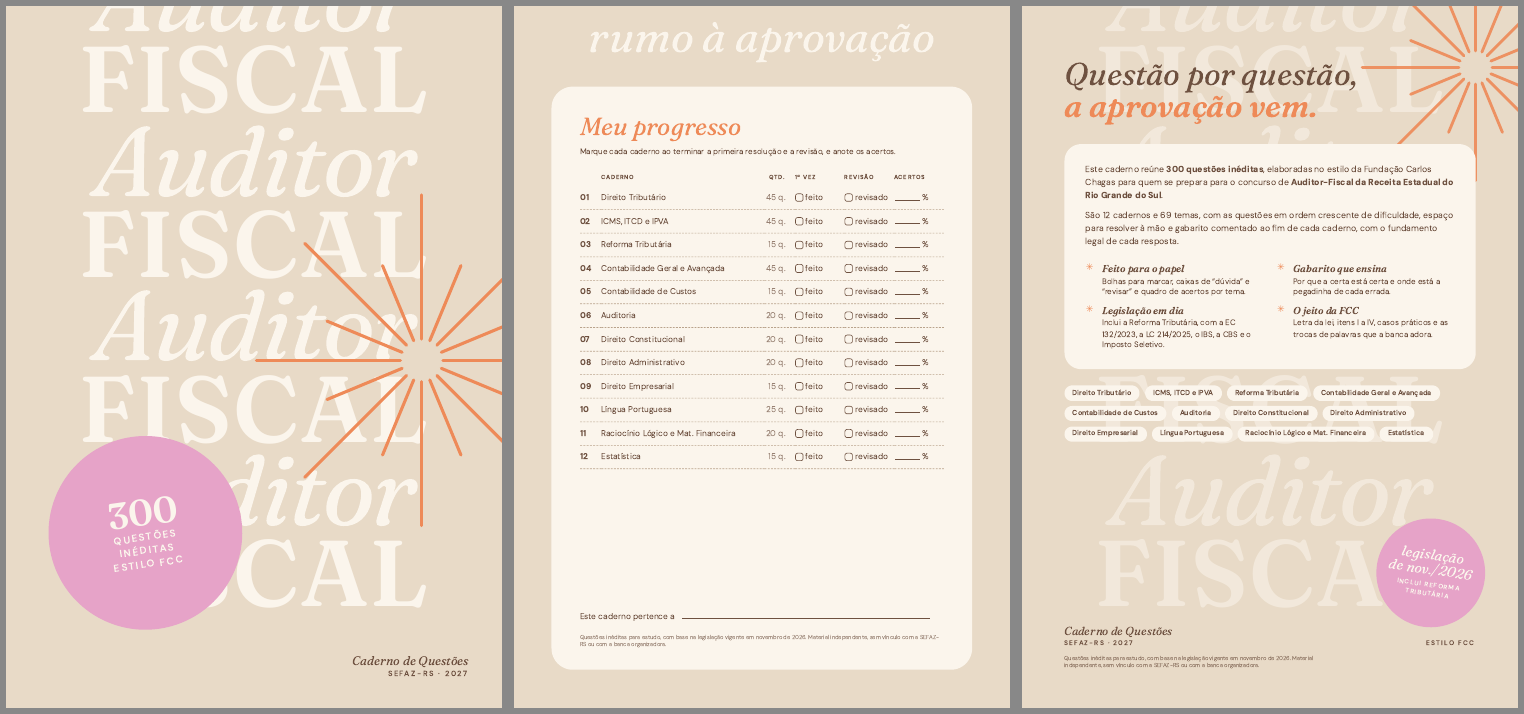 Auditor
FISCAL
Auditor
FISCAL
Auditor
FISCAL
Auditor
FISCAL
300
QUESTÕES
INÉDITAS
ESTILO FCC
Caderno de Questões
SEFAZ-RS · 2027
rumo à aprovação
Meu progresso
Marque cada caderno ao terminar a primeira resolução e a revisão, e anote os acertos.
CADERNO QTD. 1ª VEZ REVISÃO ACERTOS
01 Direito Tributário 45 q. feito revisado ____ %
02 ICMS, ITCD e IPVA 45 q. feito revisado ____ %
03 Reforma Tributária 15 q. feito revisado ____ %
04 Contabilidade Geral e Avançada 45 q. feito revisado ____ %
05 Contabilidade de Custos 15 q. feito revisado ____ %
06 Auditoria 20 q. feito revisado ____ %
07 Direito Constitucional 20 q. feito revisado ____ %
08 Direito Administrativo 20 q. feito revisado ____ %
09 Direito Empresarial 15 q. feito revisado ____ %
10 Língua Portuguesa 25 q. feito revisado ____ %
11 Raciocínio Lógico e Mat. Financeira 20 q. feito revisado ____ %
12 Estatística 15 q. feito revisado ____ %
Este caderno pertence a
Questões inéditas para estudo, com base na legislação vigente em novembro de 2026. Material independente, sem vínculo com a SEFAZ-
RS ou com a banca organizadora.
Auditor
FISCAL
Questão por questão,
a aprovação vem.
Este caderno reúne 300 questões inéditas, elaboradas no estilo da Fundação Carlos
Chagas para quem se prepara para o concurso de Auditor-Fiscal da Receita Estadual do
Rio Grande do Sul.
São 12 cadernos e 69 temas, com as questões em ordem crescente de dificuldade, espaço
para resolver à mão e gabarito comentado ao fim de cada caderno, com o fundamento
legal de cada resposta.
Feito para o papel
Bolhas para marcar, caixas de “dúvida” e
“revisar” e quadro de acertos por tema.
Gabarito que ensina
Por que a certa está certa e onde está a
pegadinha de cada errada.
Legislação em dia
Inclui a Reforma Tributária, com a EC
132/2023, a LC 214/2025, o IBS, a CBS e o
Imposto Seletivo.
O jeito da FCC
Letra da lei, itens I a IV, casos práticos e as
trocas de palavras que a banca adora.
Direito Tributário ICMS, ITCD e IPVA Reforma Tributária Contabilidade Geral e Avançada
Contabilidade de Custos Auditoria Direito Constitucional Direito Administrativo
Direito Empresarial Língua Portuguesa Raciocínio Lógico e Mat. Financeira Estatística
Auditor
FISCAL
legislação
de nov./2026
INCLUI REFORMA
TRIBUTÁRIA
Caderno de Questões
SEFAZ-RS · 2027
ESTILO FCC
Questões inéditas para estudo, com base na legislação vigente em novembro de 2026. Material
independente, sem vínculo com a SEFAZ-RS ou com a banca organizadora.